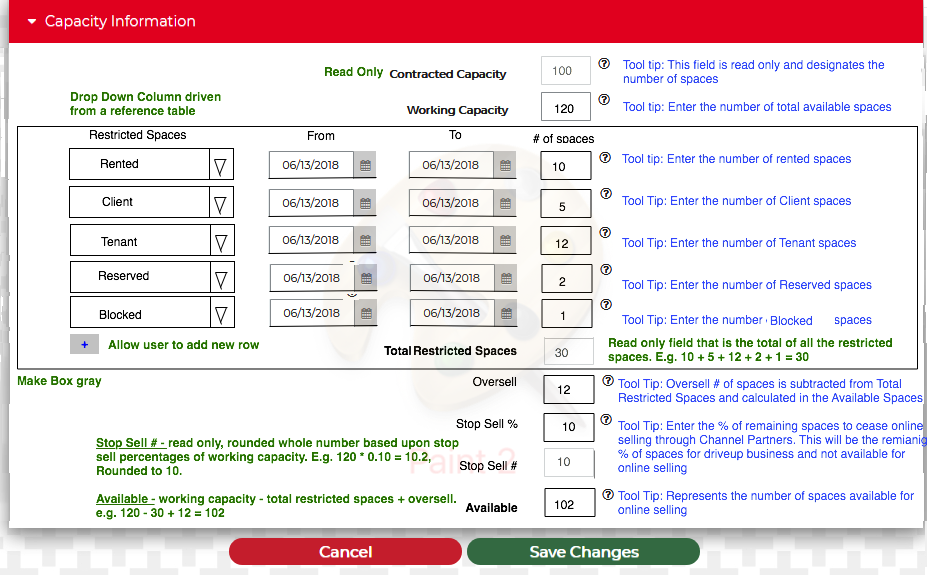 Capacity Information
Read Only Contracted Capacity 100 ? Tool tip: This field is read only and designates the
number of spaces
Drop Down Column driven
from a reference table
Working Capacity 120 ? Tool tip: Enter the number of total available spaces
Restricted Spaces From To # of spaces
Rented 06/13/2018 06/13/2018 10 ? Tool tip: Enter the number of rented spaces
Client 06/13/2018 06/13/2018 5 ? Tool Tip: Enter the number of Client spaces
Tenant 06/13/2018 06/13/2018 12 ? Tool Tip: Enter the number of Tenant spaces
Reserved 06/13/2018 06/13/2018 2 ? Tool Tip: Enter the number of Reserved spaces
Blocked 06/13/2018 06/13/2018 1 ? Tool Tip: Enter the number Blocked spaces
+ Allow user to add new row
Total Restricted Spaces 30 Read only field that is the total of all the restricted
spaces. E.g. 10 + 5 + 12 + 2 + 1 = 30
Make Box gray
Oversell 12 ? Tool Tip: Oversell # of spaces is subtracted from Total
Restricted Spaces and calculated in the Available Spaces
Stop Sell % 10 ? Tool Tip: Enter the % of remaining spaces to cease online
selling through Channel Partners. This will be the remianig
% of spaces for driveup business and not available for
online selling
Stop Sell # - read only, rounded whole number based upon stop
sell percentages of working capacity. E.g. 120 * 0.10 = 10.2,
Rounded to 10.
Paint 2
Stop Sell # 10
Available - working capacity - total restricted spaces + oversell.
e.g. 120 - 30 + 12 = 102
Available 102 ? Tool Tip: Represents the number of spaces available for
online selling
Cancel Save Changes